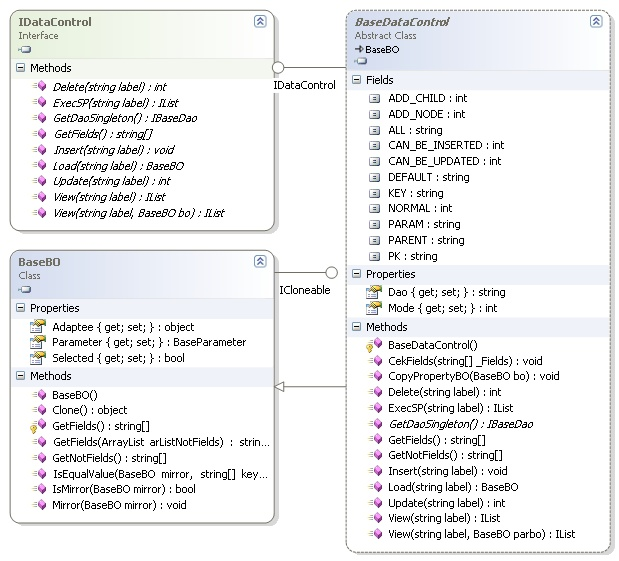 IDataControl
Interface
Methods
Delete(string label) : int
ExecSP(string label) : IList
GetDaoSingleton() : IBaseDao
GetFields() : string[]
Insert(string label) : void
Load(string label) : BaseBO
Update(string label) : int
View(string label) : IList
View(string label, BaseBO bo) : IList
IDataControl
BaseBO
Class
Properties
Adaptee { get; set; } : object
Parameter { get; set; } : BaseParameter
Selected { get; set; } : bool
Methods
BaseBO()
Clone() : object
GetFields() : string[]
GetFields(ArrayList arListNotFields) : strin...
GetNotFields() : string[]
IsEqualValue(BaseBO mirror, string[] key...
IsMirror(BaseBO mirror) : bool
Mirror(BaseBO mirror) : void
ICloneable
BaseDataControl
Abstract Class
BaseBO
Fields
ADD_CHILD : int
ADD_NODE : int
ALL : string
CAN_BE_INSERTED : int
CAN_BE_UPDATED : int
DEFAULT : string
KEY : string
NORMAL : int
PARAM : string
PARENT : string
PK : string
Properties
Dao { get; set; } : string
Mode { get; set; } : int
Methods
BaseDataControl()
CekFields(string[] _Fields) : void
CopyPropertyBO(BaseBO bo) : void
Delete(string label) : int
ExecSP(string label) : IList
GetDaoSingleton() : IBaseDao
GetFields() : string[]
GetNotFields() : string[]
Insert(string label) : void
Load(string label) : BaseBO
Update(string label) : int
View(string label) : IList
View(string label, BaseBO parbo) : IList